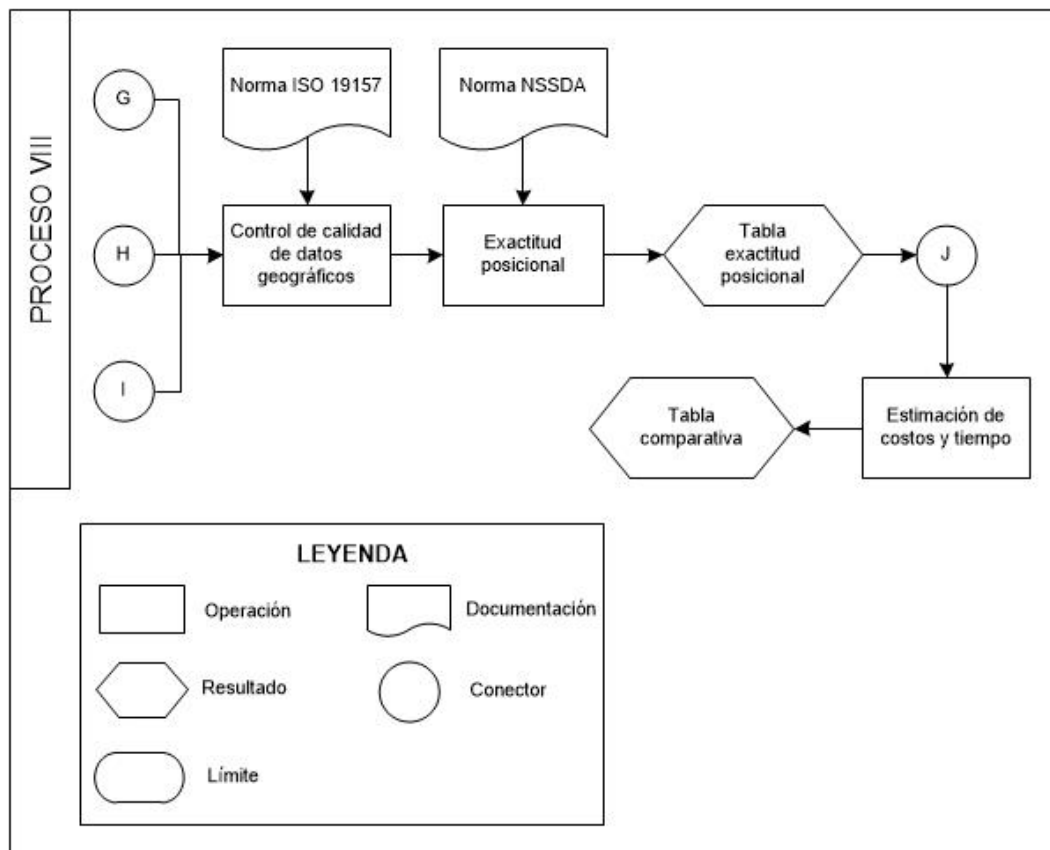 PROCESO VIII
G
H
I
Norma ISO 19157
Norma NSSDA
Control de calidad
de datos
geográficos
Exactitud
posicional
Tabla
exactitud
posicional
J
Tabla
comparativa
Estimación de
costos y tiempo
LEYENDA
Operación
Documentación
Resultado
Conector
Límite